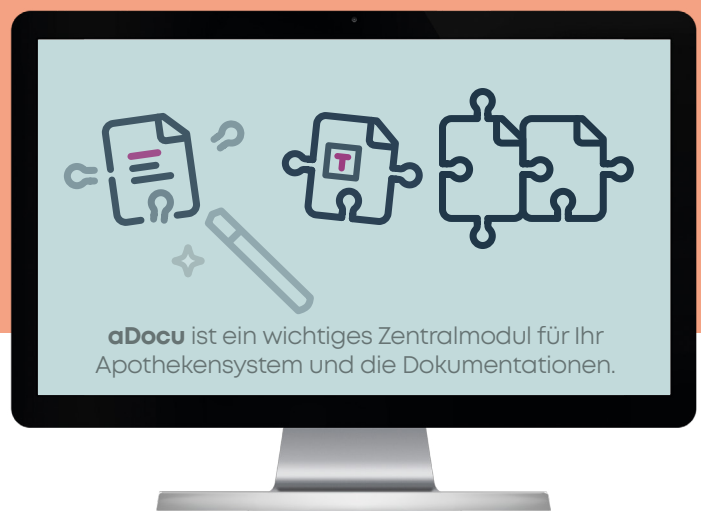 T
aDocu ist ein wichtiges Zentralmodul für Ihr
Apothekensystem und die Dokumentationen.